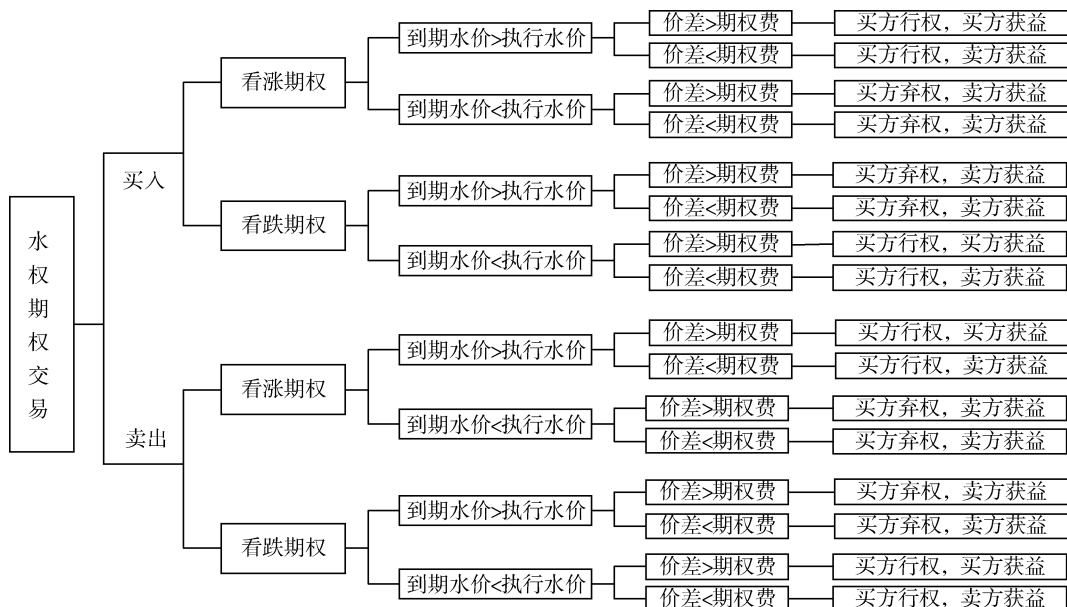 水权期权交易
买入
看涨期权
到期水价>执行水价
价差>期权费
买方行权，买方获益
价差<期权费
买方行权，卖方获益
到期水价<执行水价
价差>期权费
买方弃权，卖方获益
价差<期权费
买方弃权，卖方获益
看跌期权
到期水价>执行水价
价差>期权费
买方弃权，卖方获益
价差<期权费
买方弃权，卖方获益
到期水价<执行水价
价差>期权费
买方行权，买方获益
价差<期权费
买方行权，卖方获益
卖出
看涨期权
到期水价>执行水价
价差>期权费
买方行权，买方获益
价差<期权费
买方行权，卖方获益
到期水价<执行水价
价差>期权费
买方弃权，卖方获益
价差<期权费
买方弃权，卖方获益
看跌期权
到期水价>执行水价
价差>期权费
买方弃权，卖方获益
价差<期权费
买方弃权，卖方获益
到期水价<执行水价
价差>期权费
买方行权，买方获益
价差<期权费
买方行权，卖方获益